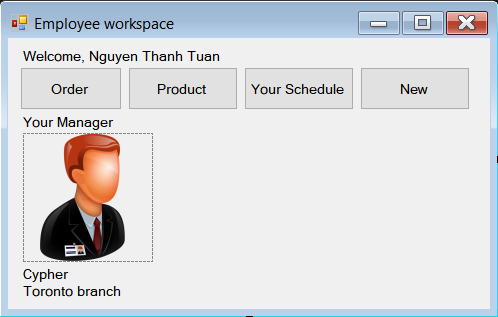 Employee workspace
Welcome, Nguyen Thanh Tuan
Order
Product
Your Schedule
New
Your Manager
Cypher
Toronto branch